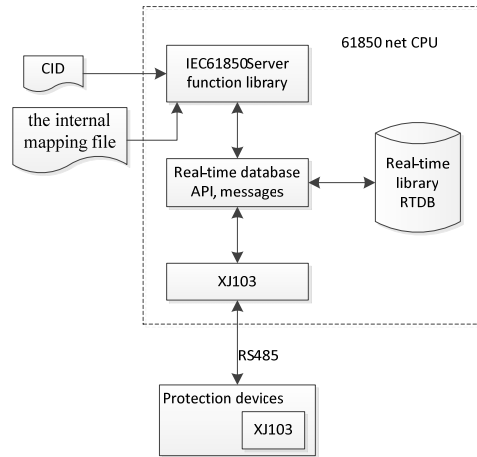 61850 net CPU
CID
IEC61850Server
function library
the internal
mapping file
Real-time database
API, messages
Real-time
library
RTDB
XJ103
RS485
Protection devices
XJ103